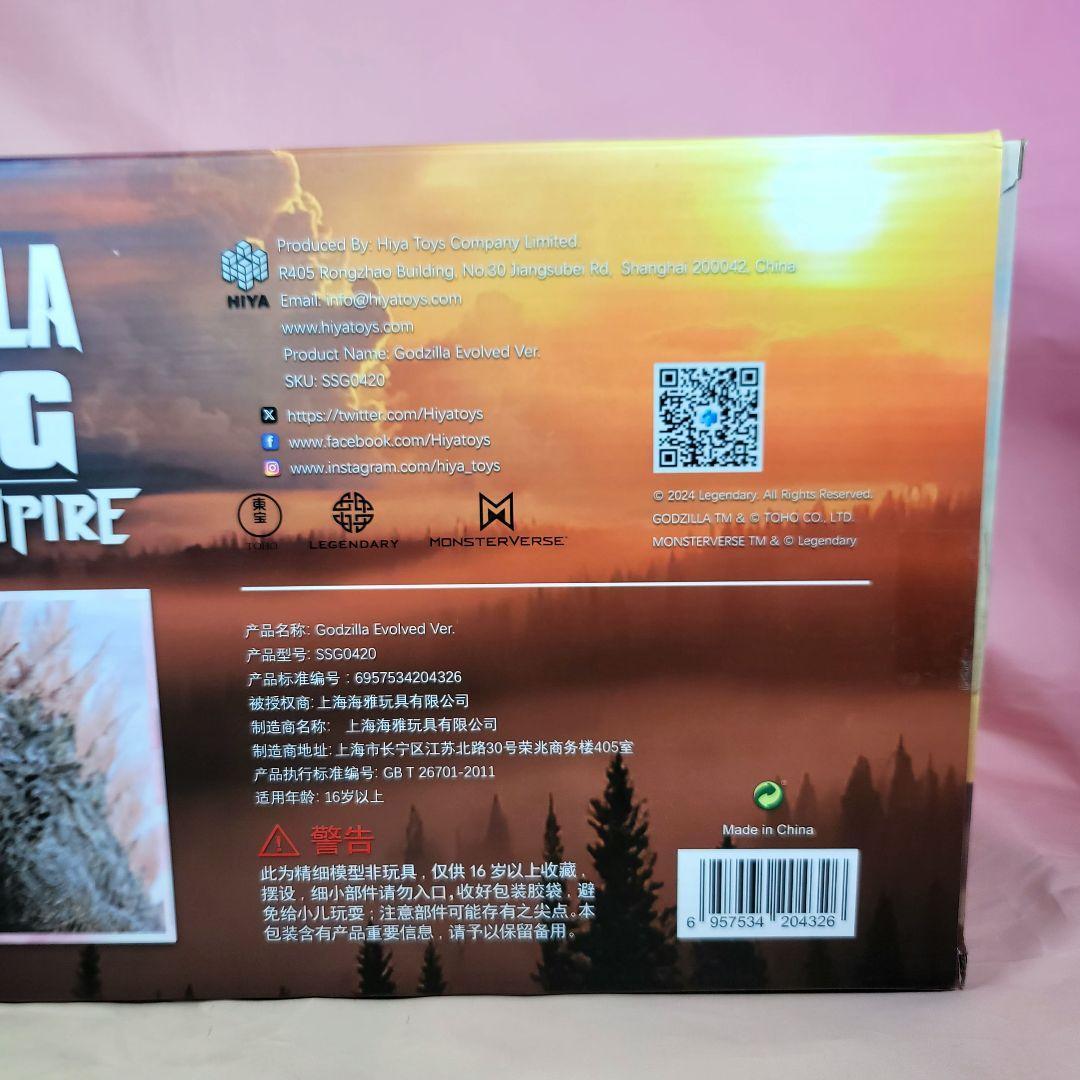 LA
G
MPIRE
HIYA
Produced By: Hiya Toys Company Limited.
R405 Rongzhao Building, No.30 Jiangsubei Rd, Shanghai 200042, China
Email: info@hiyatoys.com
www.hiyatoys.com
Product Name: Godzilla Evolved Ver.
SKU: SSG0420
X https://twitter.com/Hiyatoys
f www.facebook.com/Hiyatoys
www.instagram.com/hiya_toys
東宝
TOHO
LEGENDARY
MONSTERVERSE™
© 2024 Legendary. All Rights Reserved.
GODZILLA TM & © TOHO CO., LTD.
MONSTERVERSE TM & © Legendary
产品名称: Godzilla Evolved Ver.
产品型号: SSG0420
产品标准编号：6957534204326
被授权商: 上海海雅玩具有限公司
制造商名称: 上海海雅玩具有限公司
制造商地址: 上海市长宁区江苏北路30号荣兆商务楼405室
产品执行标准编号: GB T 26701-2011
适用年龄: 16岁以上
警告
此为精细模型非玩具，仅供 16 岁以上收藏、
摆设，细小部件请勿入口，收好包装胶袋，避
免给小儿玩耍；注意部件可能存有之尖点。本
包装含有产品重要信息，请予以保留备用。
Made in China
6 957534 204326